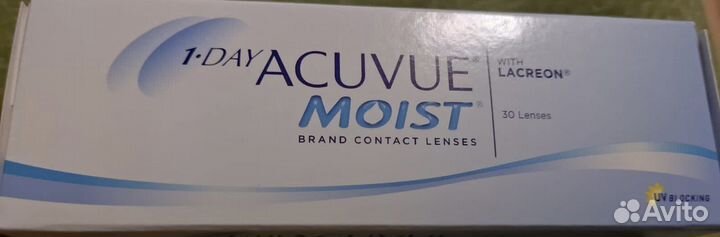 1·DAY ACUVUE®
MOIST®
BRAND CONTACT LENSES
WITH
LACREON®
30 Lenses
UV BLOCKING
Avito